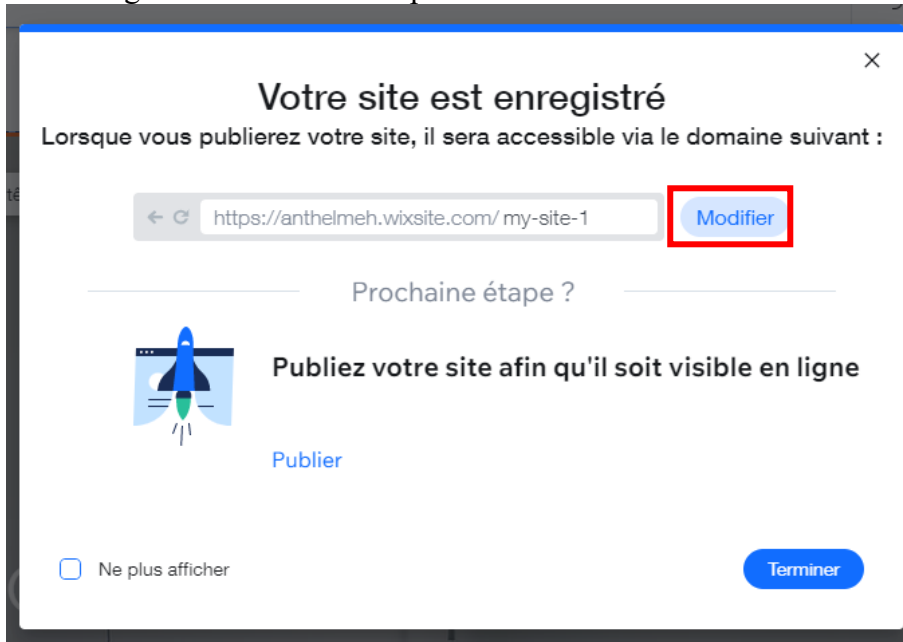 Votre site est enregistré
Lorsque vous publierez votre site, il sera accessible via le domaine suivant :
https://anthelmeh.wixsite.com/ my-site-1
Modifier
Prochaine étape ?
Publiez votre site afin qu'il soit visible en ligne
Publier
Ne plus afficher
Terminer